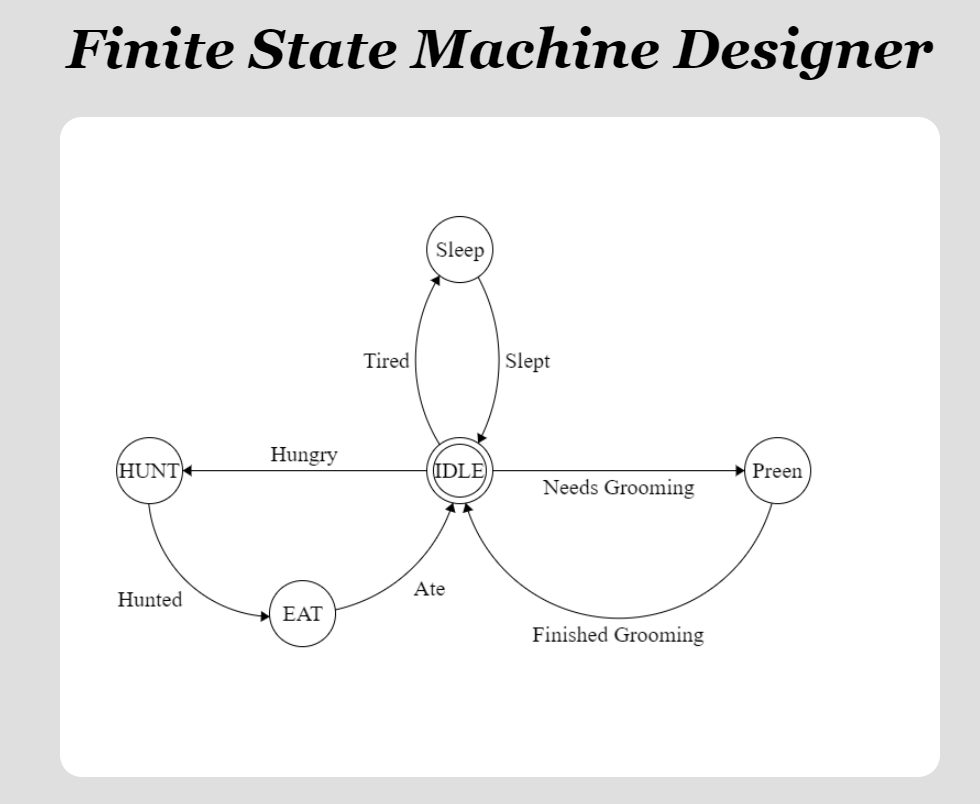 Finite State Machine Designer
Sleep
Tired
Slept
Hungry
HUNT
IDLE
Preen
Needs Grooming
Ate
Hunted
EAT
Finished Grooming